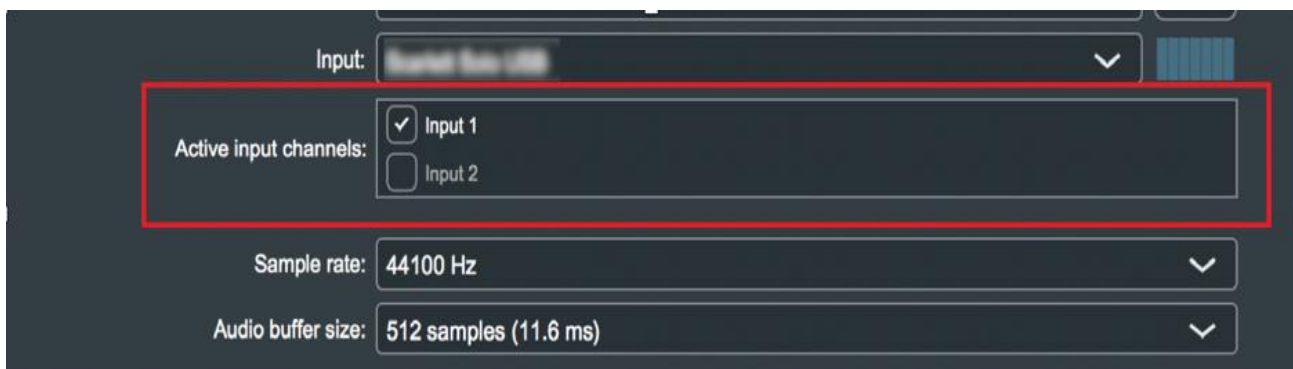 Input:
Active input channels:
Input 1
Input 2
Sample rate: 44100 Hz
Audio buffer size: 512 samples (11.6 ms)